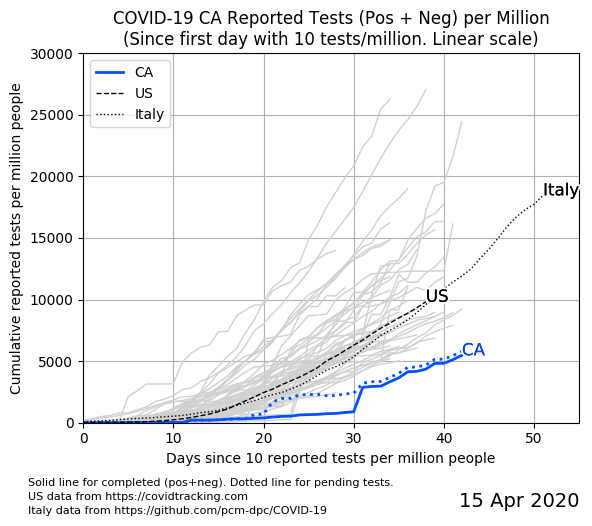 COVID-19 CA Reported Tests (Pos + Neg) per Million
(Since first day with 10 tests/million. Linear scale)
30000
25000
20000
15000
10000
5000
0
Cumulative reported tests per million people
CA
US
Italy
Italy
US
CA
0 10 20 30 40 50
Days since 10 reported tests per million people
Solid line for completed (pos+neg). Dotted line for pending tests.
US data from https://covidtracking.com
Italy data from https://github.com/pcm-dpc/COVID-19
15 Apr 2020